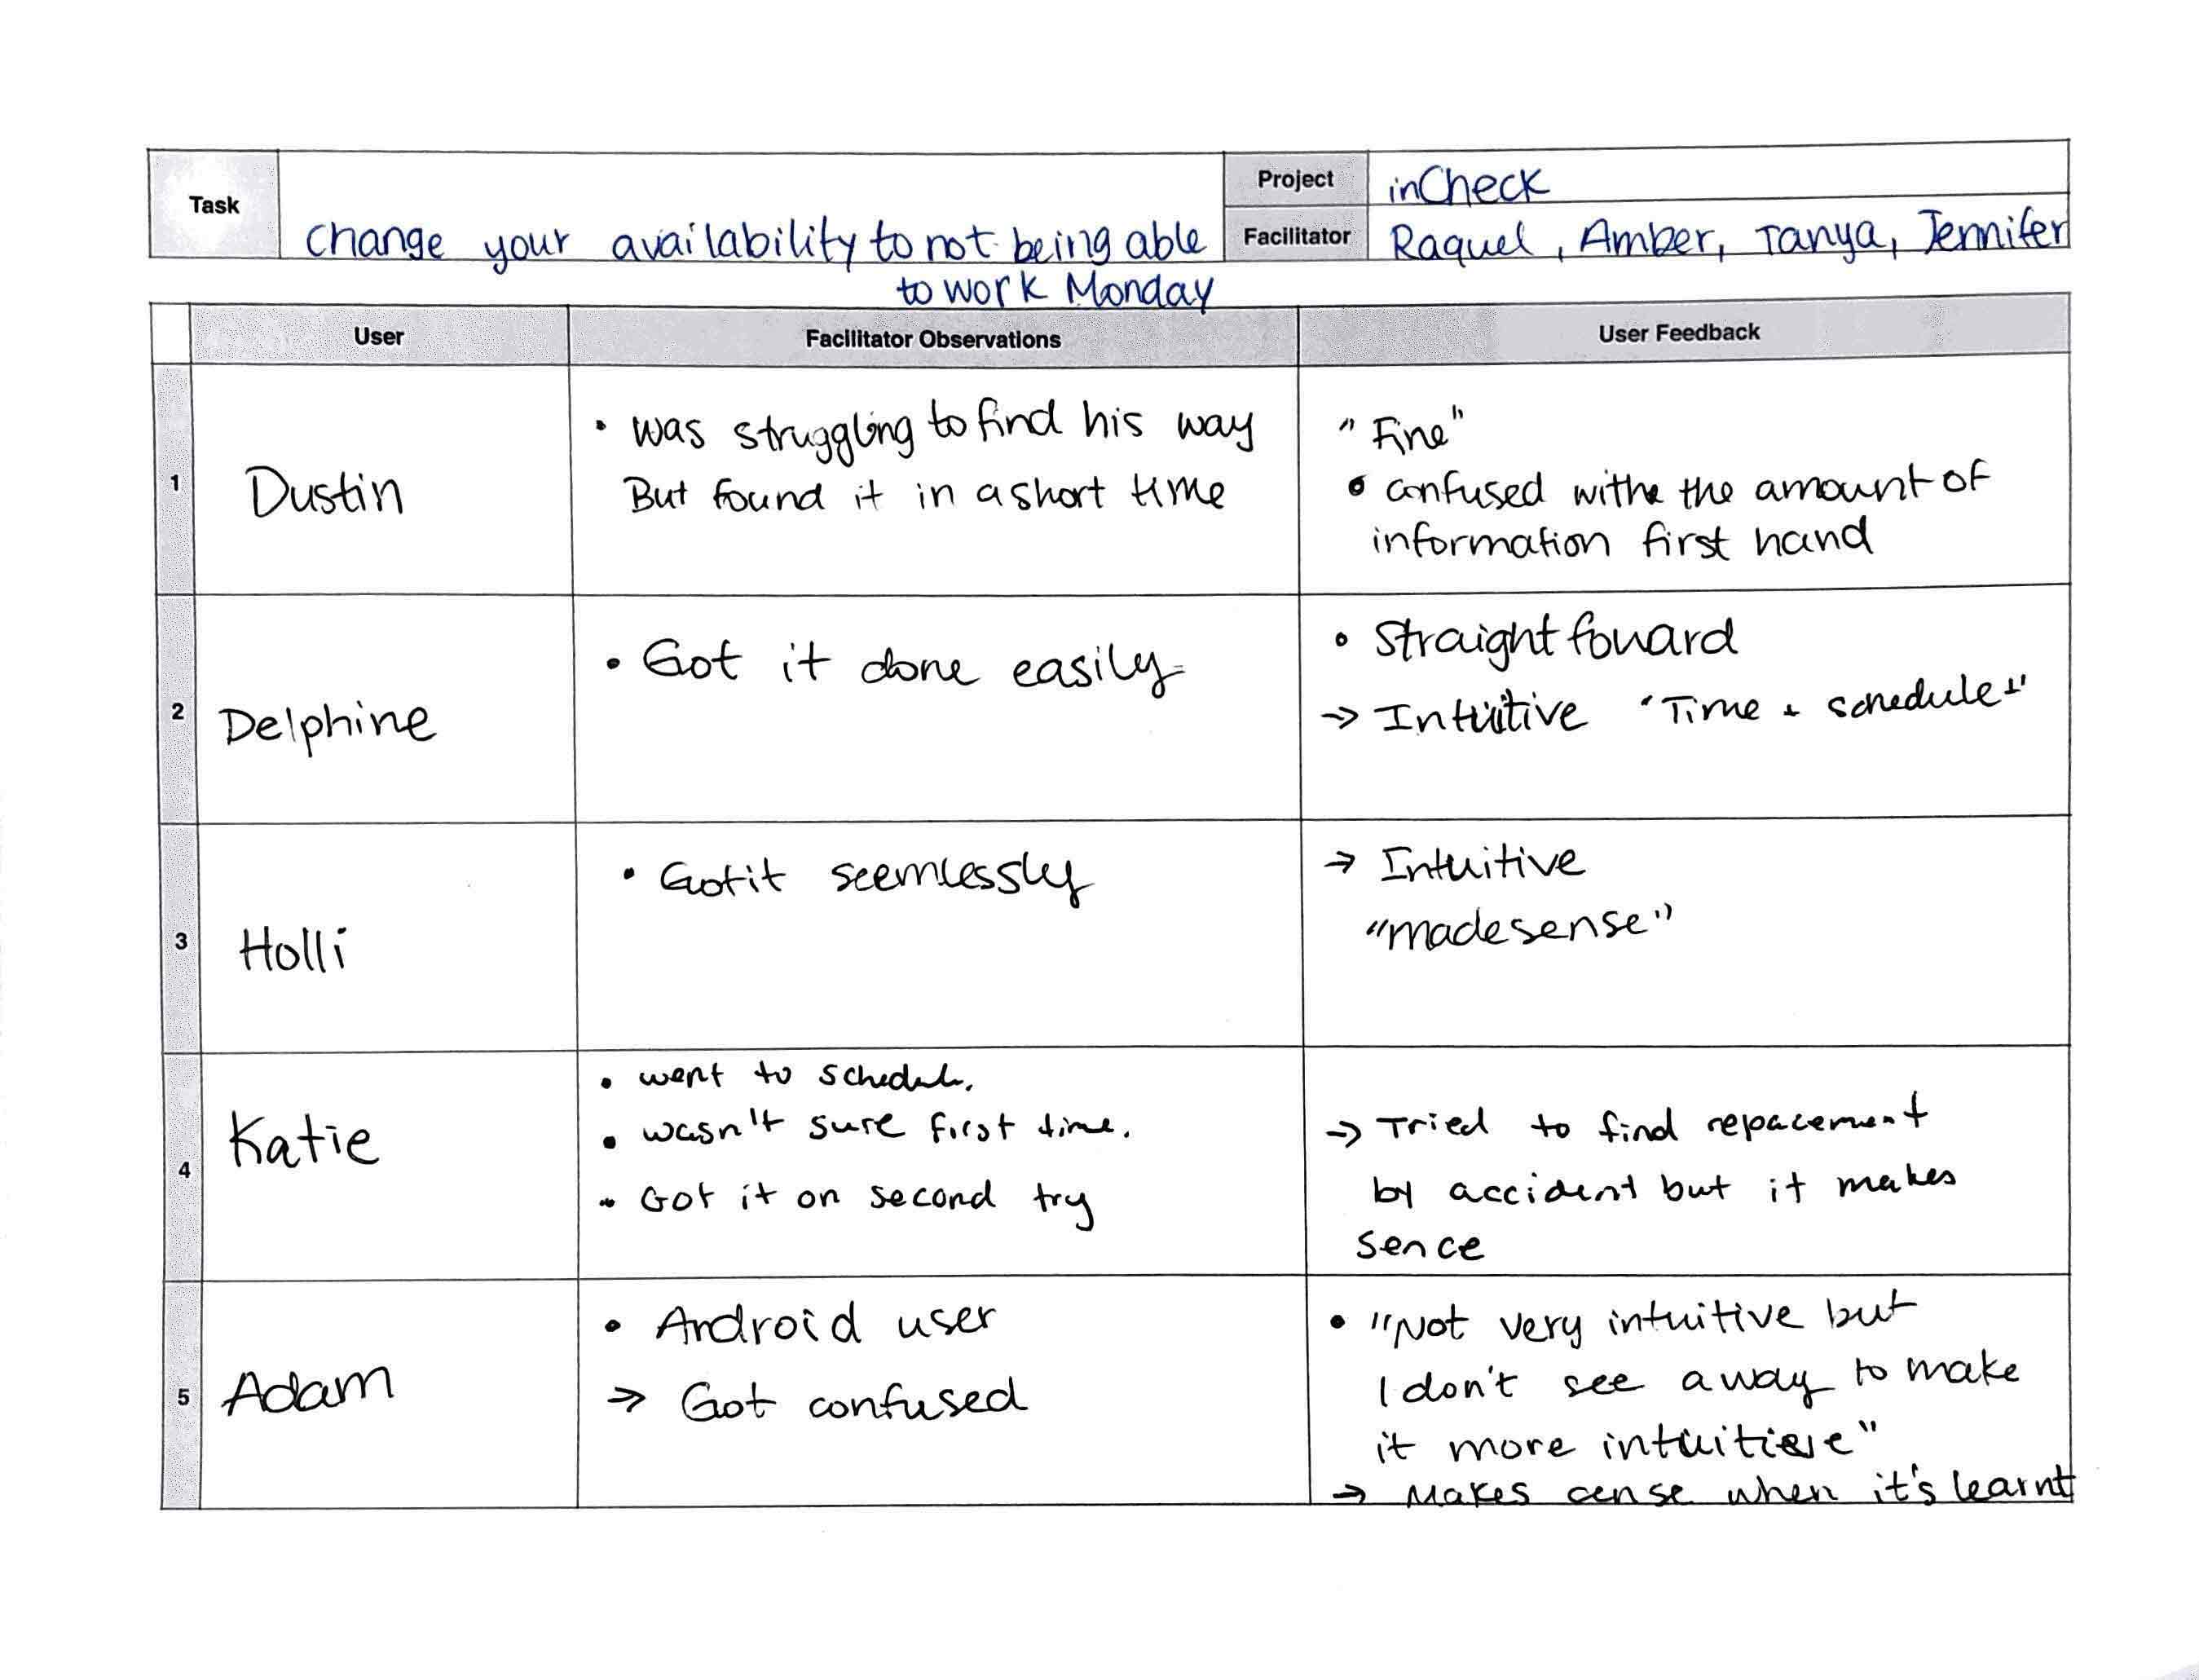 Task
change your availability to not being able
to work Monday
Project
inCheck
Facilitator
Raquel, Amber, Tanya, Jennifer
User
Facilitator Observations
User Feedback
1
Dustin
• was struggling to find his way
But found it in a short time
"Fine"
• confused withe the amount of
information first hand
2
Delphine
• Got it done easily
• Straight foward
→ Intuitive "Time + schedule"
3
Holli
• Got it seemlessly
→ Intuitive
"made sense"
4
Katie
• went to schedule.
• wasn't sure first time.
• Got it on second try
→ Tried to find repacement
by accident but it makes
sence
5
Adam
• Android user
→ Got confused
• "Not very intuitive but
I don't see a way to make
it more intuitive"
→ Makes cense when it's learnt